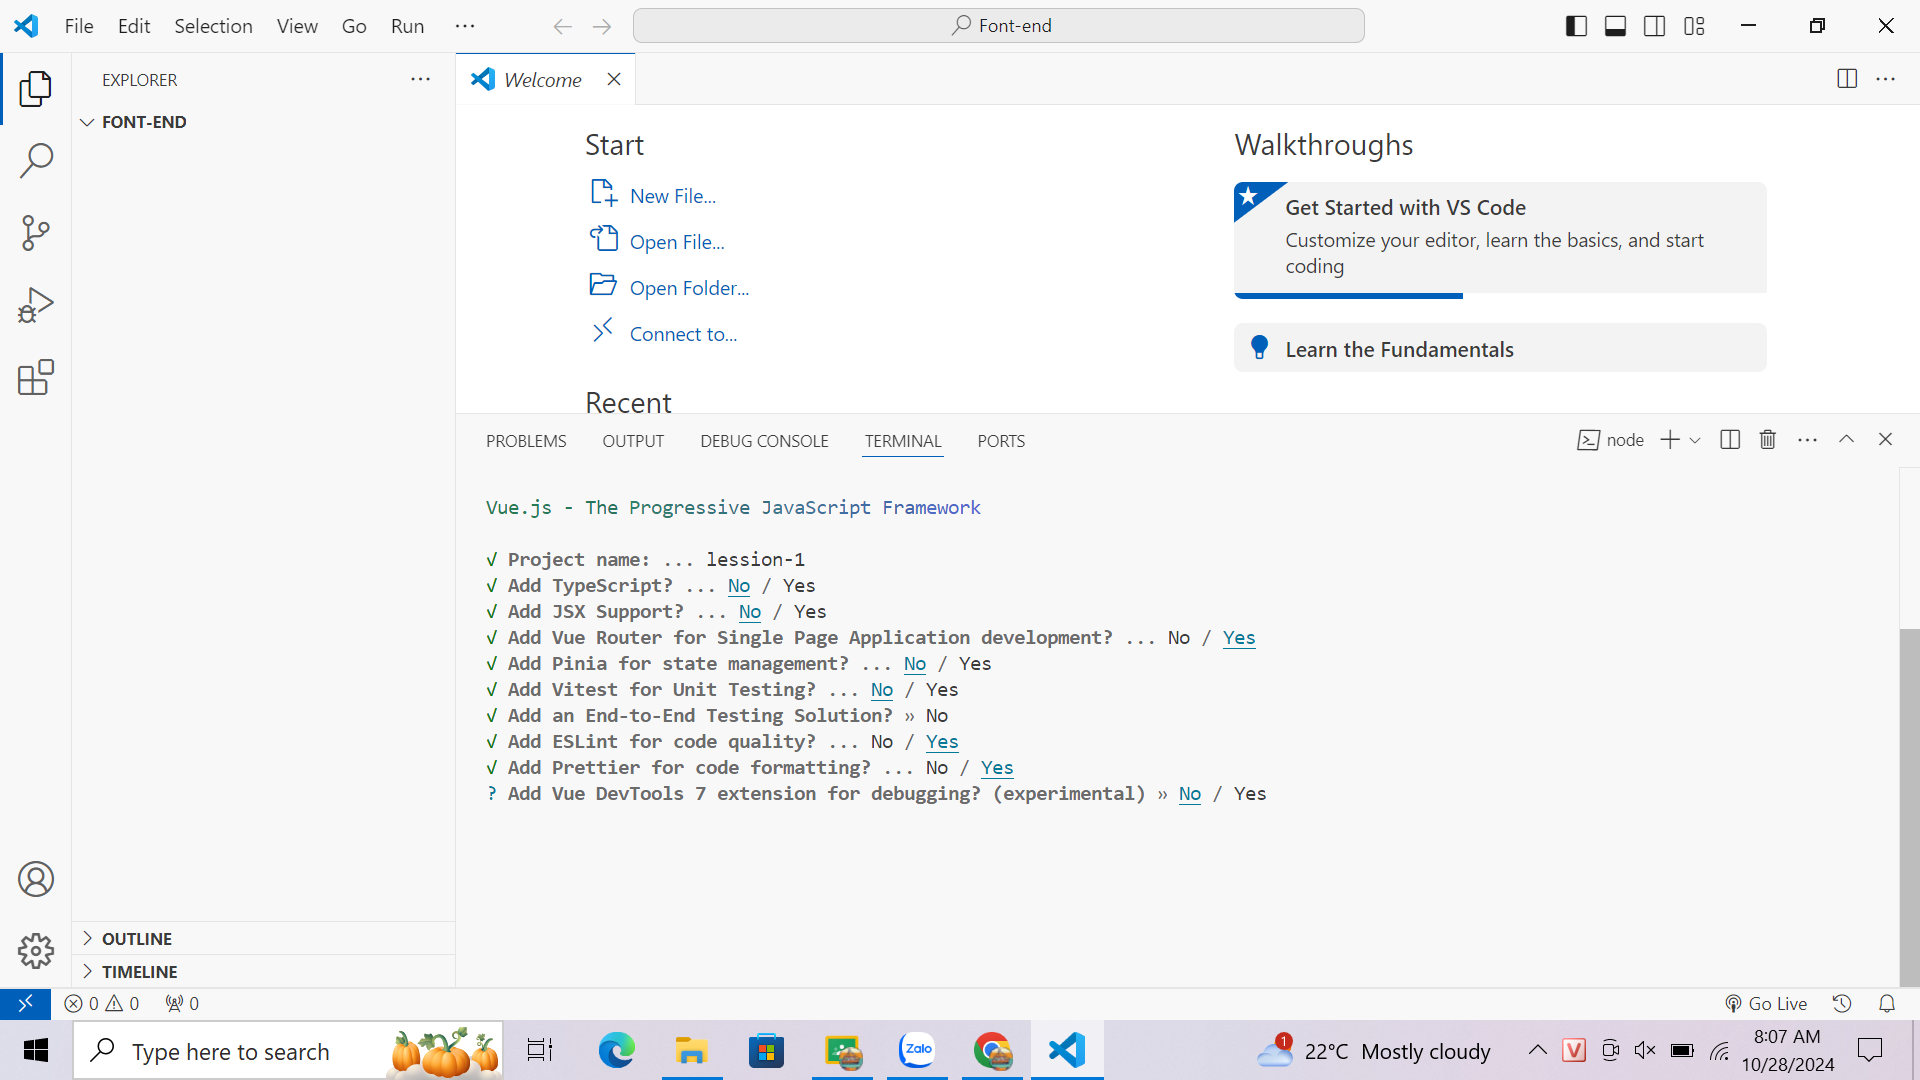 File Edit Selection View Go Run ···
Font-end
EXPLORER
FONT-END
OUTLINE
TIMELINE
Welcome
Start
New File...
Open File...
Open Folder...
Connect to...
Recent
Walkthroughs
Get Started with VS Code
Customize your editor, learn the basics, and start
coding
Learn the Fundamentals
PROBLEMS OUTPUT DEBUG CONSOLE TERMINAL PORTS
node
Vue.js - The Progressive JavaScript Framework
√ Project name: ... lession-1
√ Add TypeScript? ... No / Yes
√ Add JSX Support? ... No / Yes
√ Add Vue Router for Single Page Application development? ... No / Yes
√ Add Pinia for state management? ... No / Yes
√ Add Vitest for Unit Testing? ... No / Yes
√ Add an End-to-End Testing Solution? » No
√ Add ESLint for code quality? ... No / Yes
√ Add Prettier for code formatting? ... No / Yes
? Add Vue DevTools 7 extension for debugging? (experimental) » No / Yes
0 0 0
Go Live
Type here to search
Zalo
1
22°C Mostly cloudy
V
8:07 AM
10/28/2024